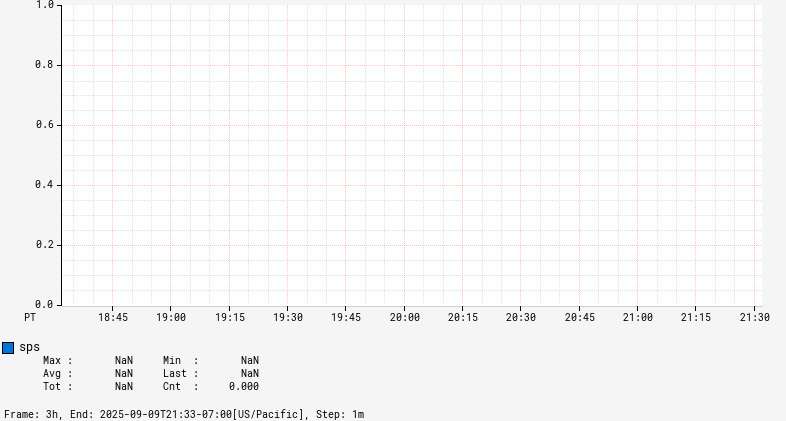 1.0
0.8
0.6
0.4
0.2
0.0
PT 18:45 19:00 19:15 19:30 19:45 20:00 20:15 20:30 20:45 21:00 21:15 21:30
sps
Max : NaN Min : NaN
Avg : NaN Last : NaN
Tot : NaN Cnt : 0.000
Frame: 3h, End: 2025-09-09T21:33-07:00[US/Pacific], Step: 1m